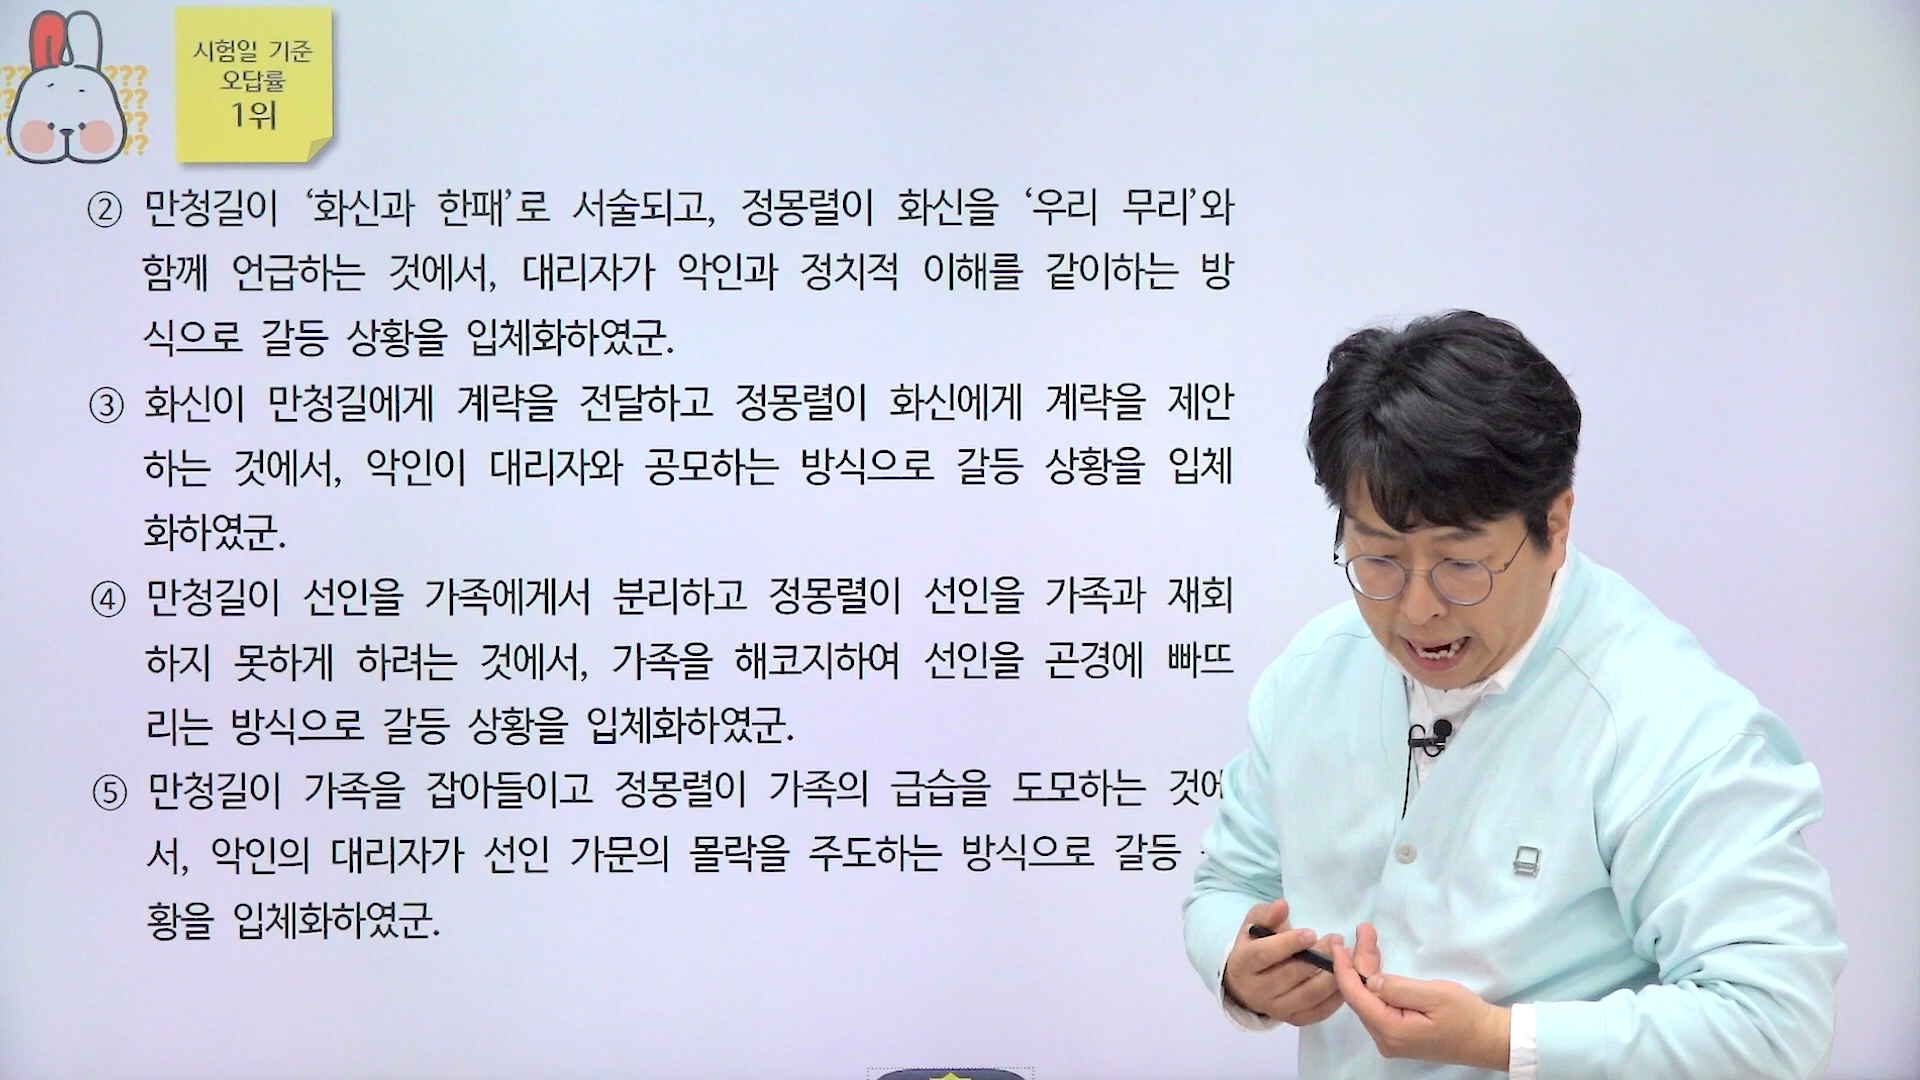 시험일 기준
오답률
1위
??? ???
?? ??
?? ??
? ??
② 만청길이 ‘화신과 한패’로 서술되고, 정몽렬이 화신을 ‘우리 무리’와
함께 언급하는 것에서, 대리자가 악인과 정치적 이해를 같이하는 방
식으로 갈등 상황을 입체화하였군.
③ 화신이 만청길에게 계략을 전달하고 정몽렬이 화신에게 계략을 제안
하는 것에서, 악인이 대리자와 공모하는 방식으로 갈등 상황을 입체
화하였군.
④ 만청길이 선인을 가족에게서 분리하고 정몽렬이 선인을 가족과 재회
하지 못하게 하려는 것에서, 가족을 해코지하여 선인을 곤경에 빠뜨
리는 방식으로 갈등 상황을 입체화하였군.
⑤ 만청길이 가족을 잡아들이고 정몽렬이 가족의 급습을 도모하는 것에
서, 악인의 대리자가 선인 가문의 몰락을 주도하는 방식으로 갈등
황을 입체화하였군.